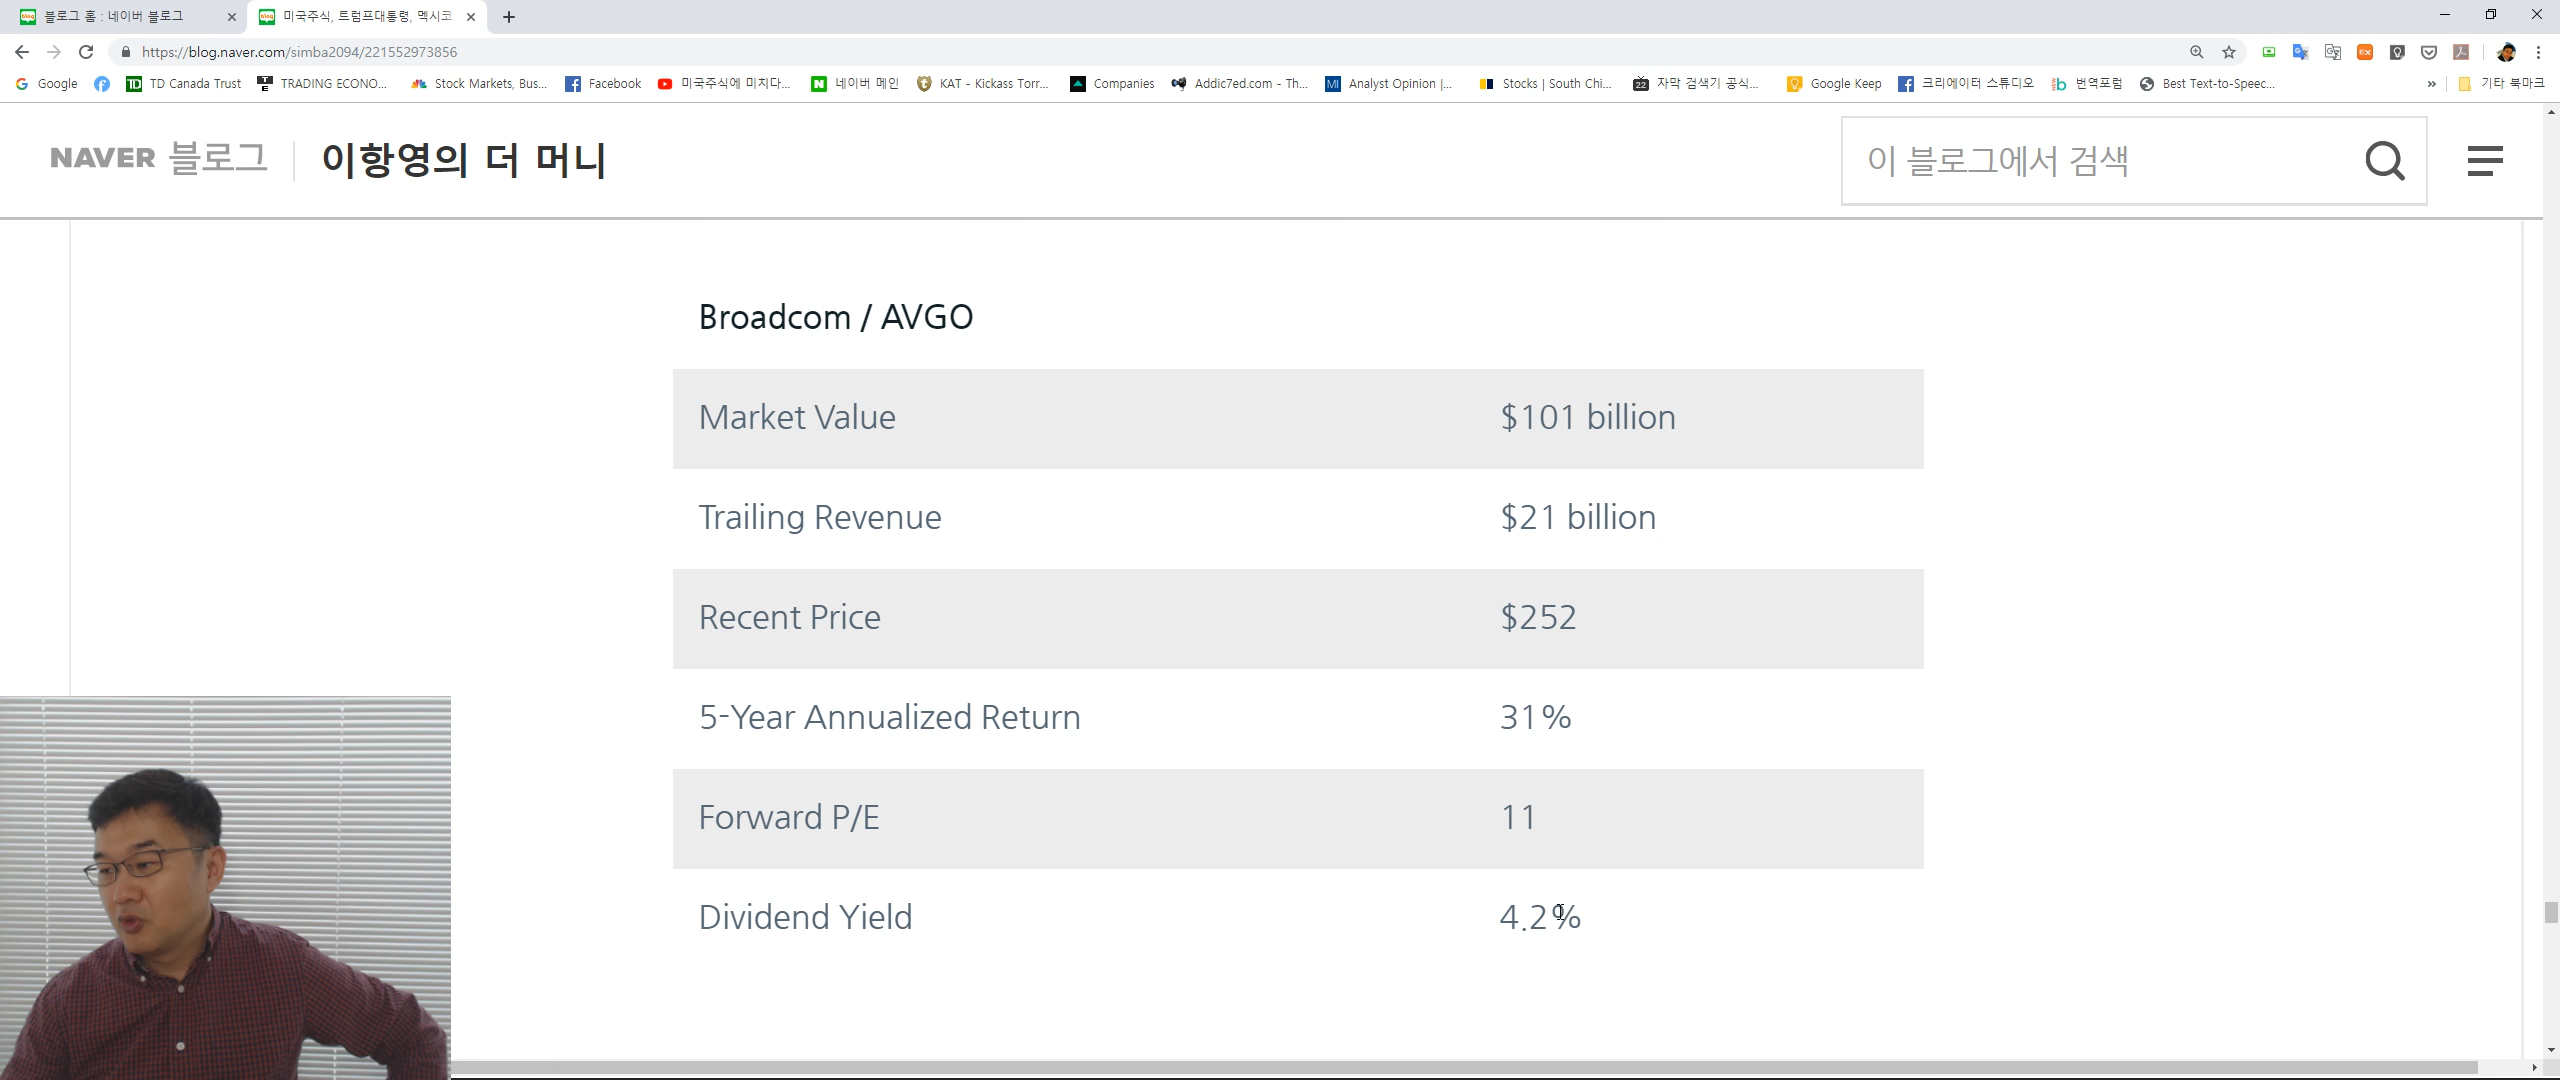 블로그 홈 : 네이버 블로그
미국주식, 트럼프대통령, 멕시코
https://blog.naver.com/simba2094/221552973856
Google
TD Canada Trust
TRADING ECONO...
Stock Markets, Bus...
Facebook
미국주식에 미치다...
네이버 메인
KAT - Kickass Torr...
Companies
Addic7ed.com - Th...
Analyst Opinion |...
Stocks | South Chi...
자막 검색기 공식...
Google Keep
크리에이터 스튜디오
번역포럼
Best Text-to-Speec...
»
기타 북마크
NAVER 블로그
이항영의 더 머니
이 블로그에서 검색
Broadcom / AVGO
Market Value $101 billion
Trailing Revenue $21 billion
Recent Price $252
5-Year Annualized Return 31%
Forward P/E 11
Dividend Yield 4.2%